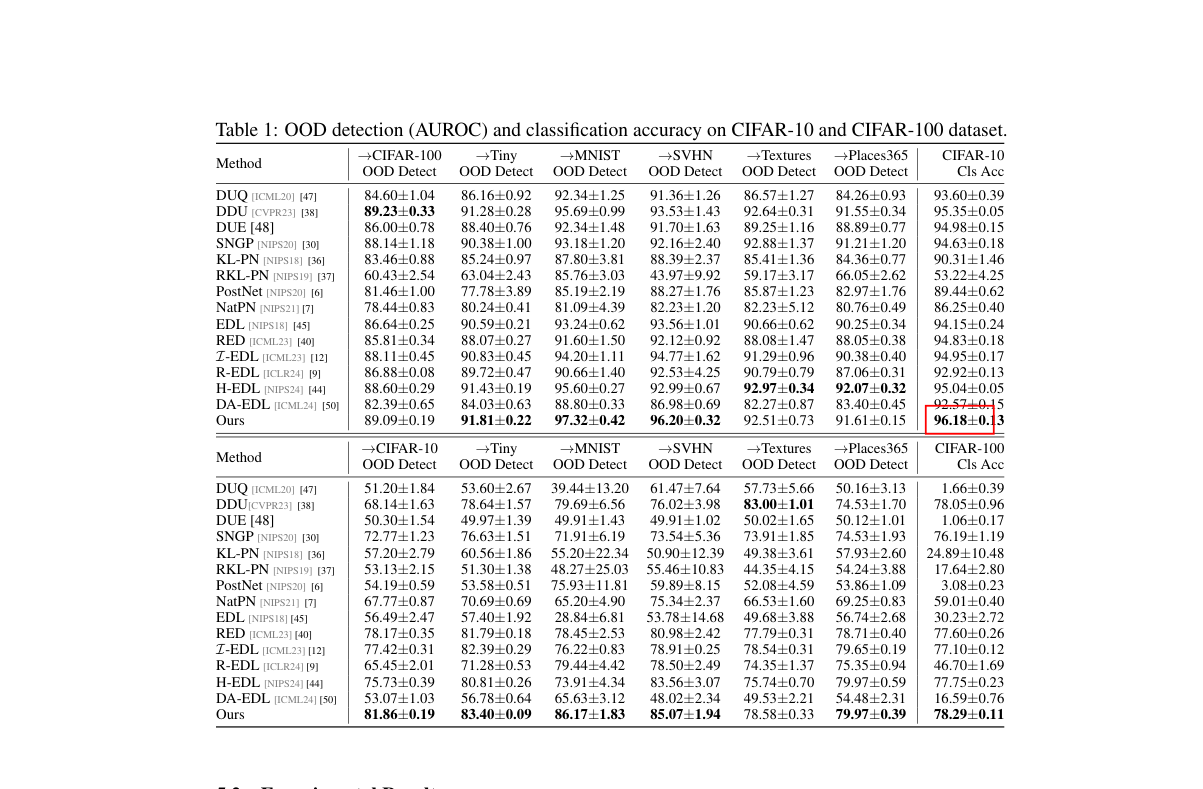 Table 1: OOD detection (AUROC) and classification accuracy on CIFAR-10 and CIFAR-100 dataset.
Method →CIFAR-100 OOD Detect →Tiny OOD Detect →MNIST OOD Detect →SVHN OOD Detect →Textures OOD Detect →Places365 OOD Detect CIFAR-10 Cls Acc
DUQ [ICML20] [47] 84.60±1.04 86.16±0.92 92.34±1.25 91.36±1.26 86.57±1.27 84.26±0.93 93.60±0.39
DDU [CVPR23] [38] 89.23±0.33 91.28±0.28 95.69±0.99 93.53±1.43 92.64±0.31 91.55±0.34 95.35±0.05
DUE [48] 86.00±0.78 88.40±0.76 92.34±1.48 91.70±1.63 89.25±1.16 88.89±0.77 94.98±0.15
SNGP [NIPS20] [30] 88.14±1.18 90.38±1.00 93.18±1.20 92.16±2.40 92.88±1.37 91.21±1.20 94.63±0.18
KL-PN [NIPS18] [36] 83.46±0.88 85.24±0.97 87.80±3.81 88.39±2.37 85.41±1.36 84.36±0.77 90.31±1.46
RKL-PN [NIPS19] [37] 60.43±2.54 63.04±2.43 85.76±3.03 43.97±9.92 59.17±3.17 66.05±2.62 53.22±4.25
PostNet [NIPS20] [6] 81.46±1.00 77.78±3.89 85.19±2.19 88.27±1.76 85.87±1.23 82.97±1.76 89.44±0.62
NatPN [NIPS21] [7] 78.44±0.83 80.24±0.41 81.09±4.39 82.23±1.20 82.23±5.12 80.76±0.49 86.25±0.40
EDL [NIPS18] [45] 86.64±0.25 90.59±0.21 93.24±0.62 93.56±1.01 90.66±0.62 90.25±0.34 94.15±0.24
RED [ICML23] [40] 85.81±0.34 88.07±0.27 91.60±1.50 92.12±0.92 88.08±1.47 88.05±0.38 94.83±0.18
ℐ-EDL [ICML23] [12] 88.11±0.45 90.83±0.45 94.20±1.11 94.77±1.62 91.29±0.96 90.38±0.40 94.95±0.17
R-EDL [ICLR24] [9] 86.88±0.08 89.72±0.47 90.66±1.40 92.53±4.25 90.79±0.79 87.06±0.31 92.92±0.13
H-EDL [NIPS24] [44] 88.60±0.29 91.43±0.19 95.60±0.27 92.99±0.67 92.97±0.34 92.07±0.32 95.04±0.05
DA-EDL [ICML24] [50] 82.39±0.65 84.03±0.63 88.80±0.33 86.98±0.69 82.27±0.87 83.40±0.45 92.57±0.15
Ours 89.09±0.19 91.81±0.22 97.32±0.42 96.20±0.32 92.51±0.73 91.61±0.15 96.18±0.13
Method →CIFAR-10 OOD Detect →Tiny OOD Detect →MNIST OOD Detect →SVHN OOD Detect →Textures OOD Detect →Places365 OOD Detect CIFAR-100 Cls Acc
DUQ [ICML20] [47] 51.20±1.84 53.60±2.67 39.44±13.20 61.47±7.64 57.73±5.66 50.16±3.13 1.66±0.39
DDU[CVPR23] [38] 68.14±1.63 78.64±1.57 79.69±6.56 76.02±3.98 83.00±1.01 74.53±1.70 78.05±0.96
DUE [48] 50.30±1.54 49.97±1.39 49.91±1.43 49.91±1.02 50.02±1.65 50.12±1.01 1.06±0.17
SNGP [NIPS20] [30] 72.77±1.23 76.63±1.51 71.91±6.19 73.54±5.36 73.91±1.85 74.53±1.93 76.19±1.19
KL-PN [NIPS18] [36] 57.20±2.79 60.56±1.86 55.20±22.34 50.90±12.39 49.38±3.61 57.93±2.60 24.89±10.48
RKL-PN [NIPS19] [37] 53.13±2.15 51.30±1.38 48.27±25.03 55.46±10.83 44.35±4.15 54.24±3.88 17.64±2.80
PostNet [NIPS20] [6] 54.19±0.59 53.58±0.51 75.93±11.81 59.89±8.15 52.08±4.59 53.86±1.09 3.08±0.23
NatPN [NIPS21] [7] 67.77±0.87 70.69±0.69 65.20±4.90 75.34±2.37 66.53±1.60 69.25±0.83 59.01±0.40
EDL [NIPS18] [45] 56.49±2.47 57.40±1.92 28.84±6.81 53.78±14.68 49.68±3.88 56.74±2.68 30.23±2.72
RED [ICML23] [40] 78.17±0.35 81.79±0.18 78.45±2.53 80.98±2.42 77.79±0.31 78.71±0.40 77.60±0.26
ℐ-EDL [ICML23] [12] 77.42±0.31 82.39±0.29 76.22±0.83 78.91±0.25 78.54±0.31 79.65±0.19 77.10±0.12
R-EDL [ICLR24] [9] 65.45±2.01 71.28±0.53 79.44±4.42 78.50±2.49 74.35±1.37 75.35±0.94 46.70±1.69
H-EDL [NIPS24] [44] 75.73±0.39 80.81±0.26 73.91±4.34 83.56±3.07 75.74±0.70 79.97±0.59 77.75±0.23
DA-EDL [ICML24] [50] 53.07±1.03 56.78±0.64 65.63±3.12 48.02±2.34 49.53±2.21 54.48±2.31 16.59±0.76
Ours 81.86±0.19 83.40±0.09 86.17±1.83 85.07±1.94 78.58±0.33 79.97±0.39 78.29±0.11